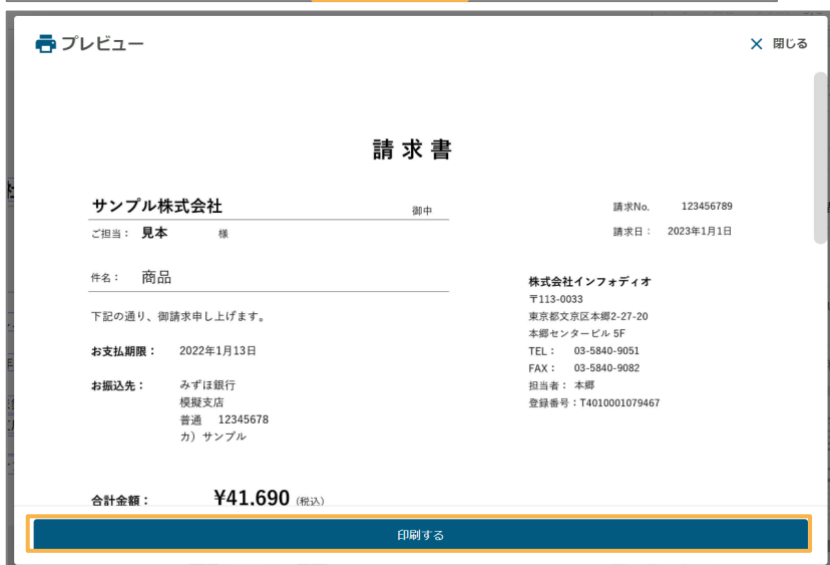 プレビュー
閉じる
請求書
サンプル株式会社 御中
請求No. 123456789
ご担当： 見本 様
請求日： 2023年1月1日
件名： 商品
下記の通り、御請求申し上げます。
お支払期限： 2022年1月13日
お振込先： みずほ銀行
模擬支店
普通 12345678
カ）サンプル
株式会社インフォディオ
〒113-0033
東京都文京区本郷2-27-20
本郷センタービル 5F
TEL： 03-5840-9051
FAX： 03-5840-9082
担当者： 本郷
登録番号：T4010001079467
合計金額： ¥41.690 (税込)
印刷する